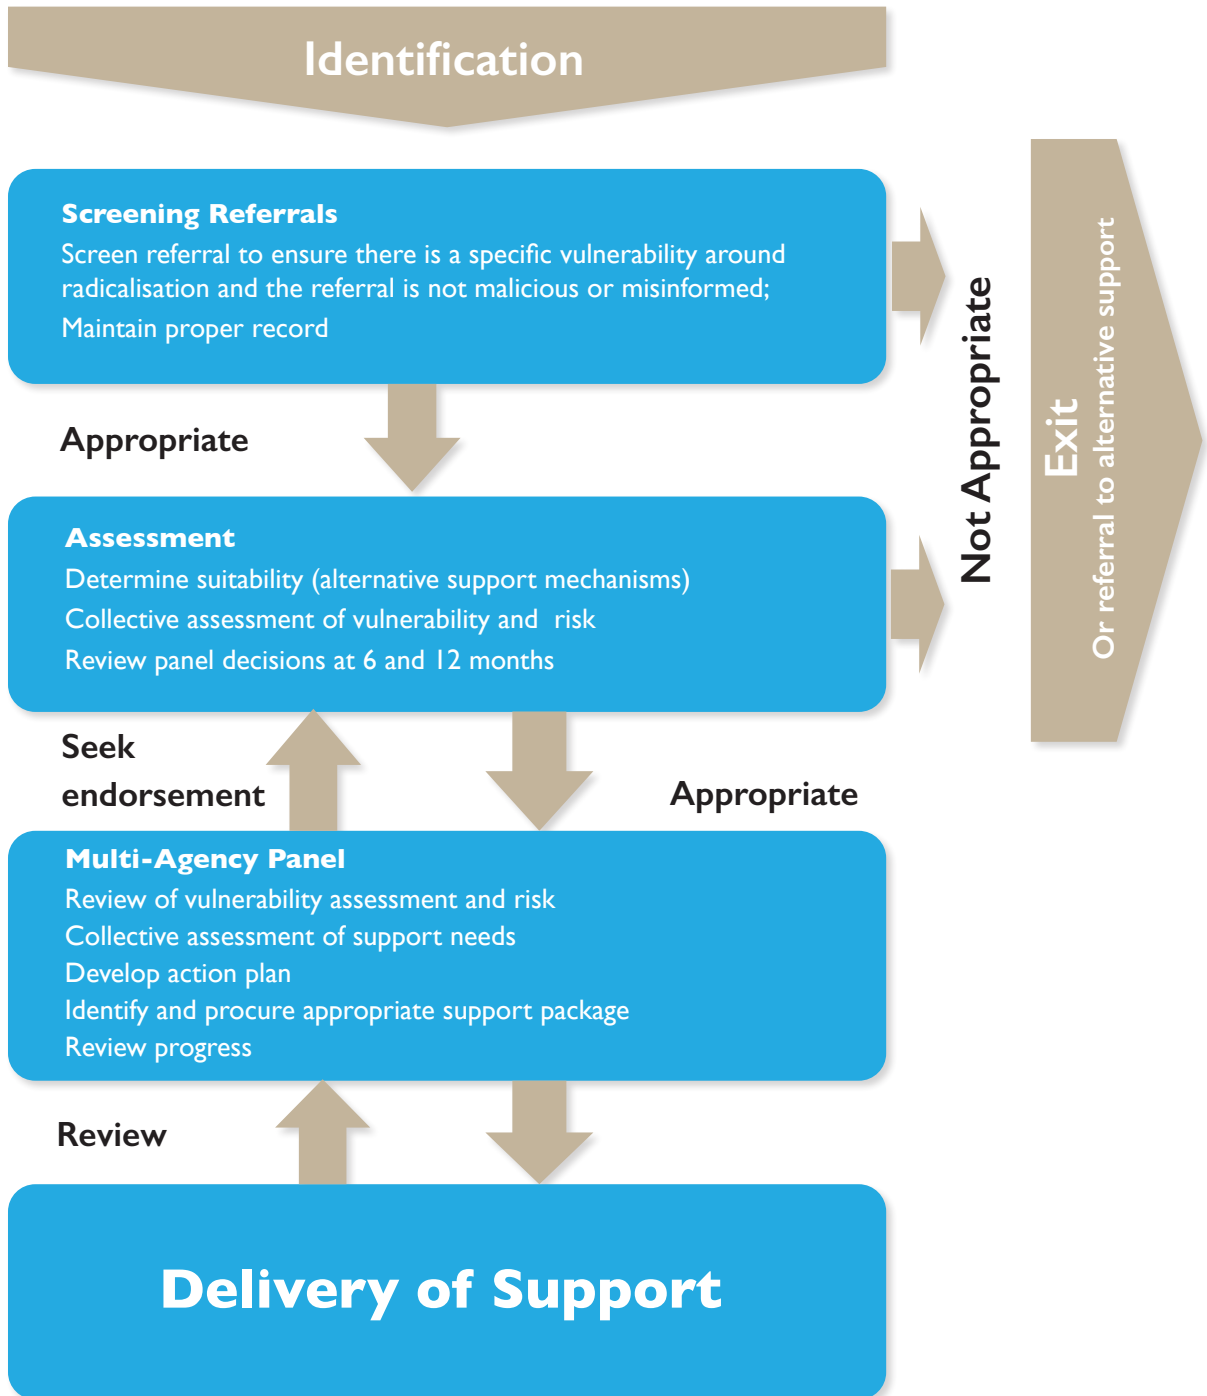 Identification
Screening Referrals
Screen referral to ensure there is a specific vulnerability around
radicalisation and the referral is not malicious or misinformed;
Maintain proper record
Appropriate
Not Appropriate
Exit
Or referral to alternative support
Assessment
Determine suitability (alternative support mechanisms)
Collective assessment of vulnerability and risk
Review panel decisions at 6 and 12 months
Seek
endorsement
Appropriate
Multi-Agency Panel
Review of vulnerability assessment and risk
Collective assessment of support needs
Develop action plan
Identify and procure appropriate support package
Review progress
Review
Delivery of Support